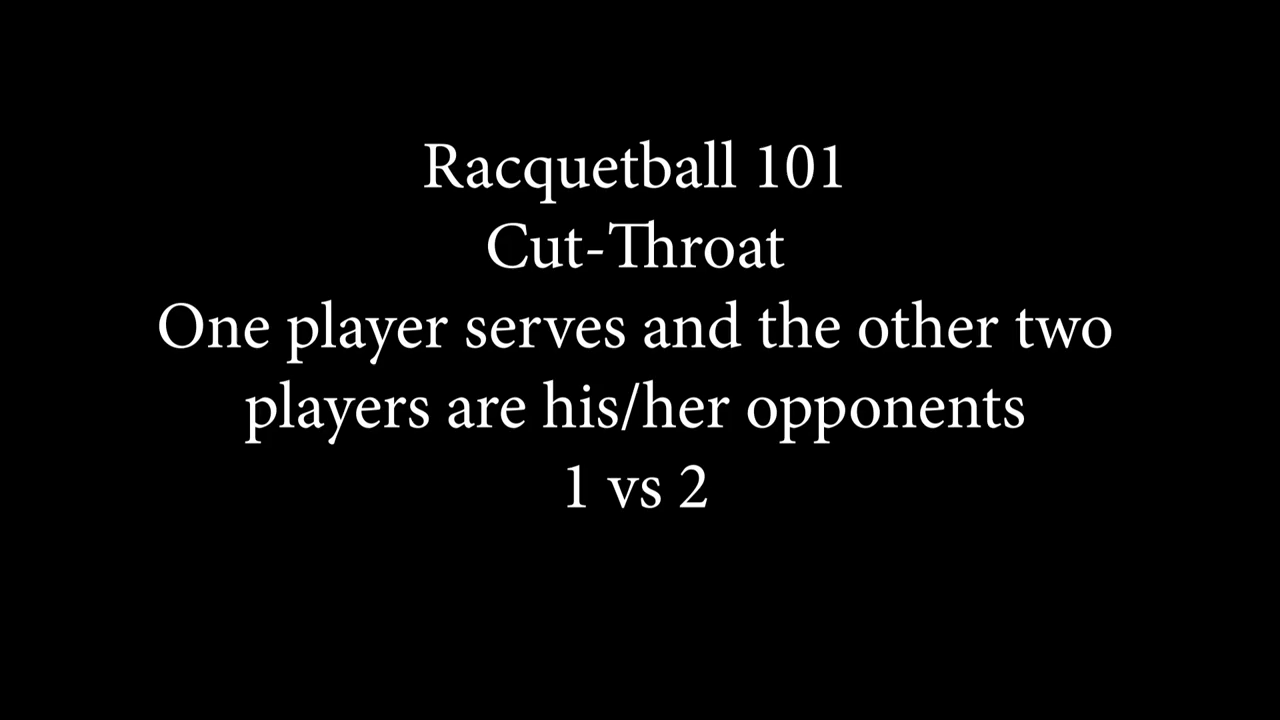 Racquetball 101
Cut-Throat
One player serves and the other two
players are his/her opponents
1 vs 2